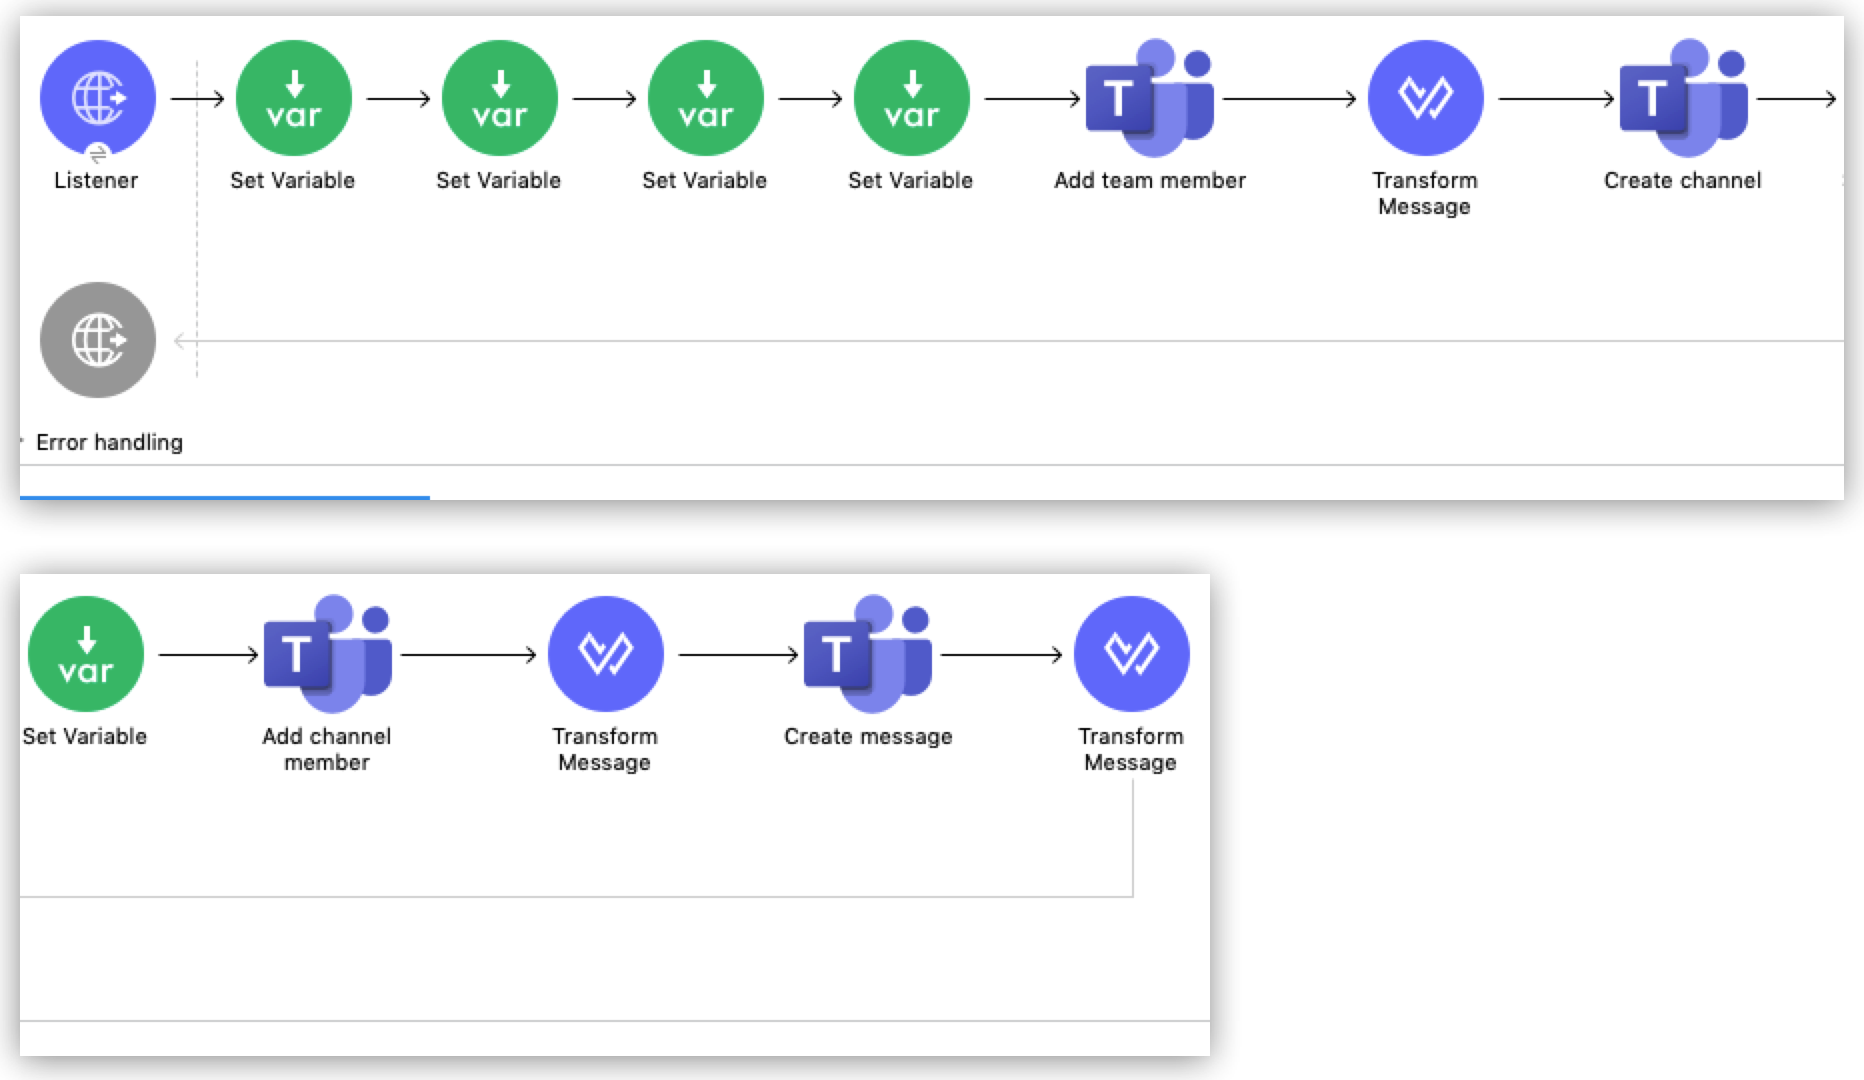 var
var
var
var
T
T
Listener
Set Variable
Set Variable
Set Variable
Set Variable
Add team member
Transform
Message
Create channel
Error handling
var
T
T
Set Variable
Add channel
member
Transform
Message
Create message
Transform
Message